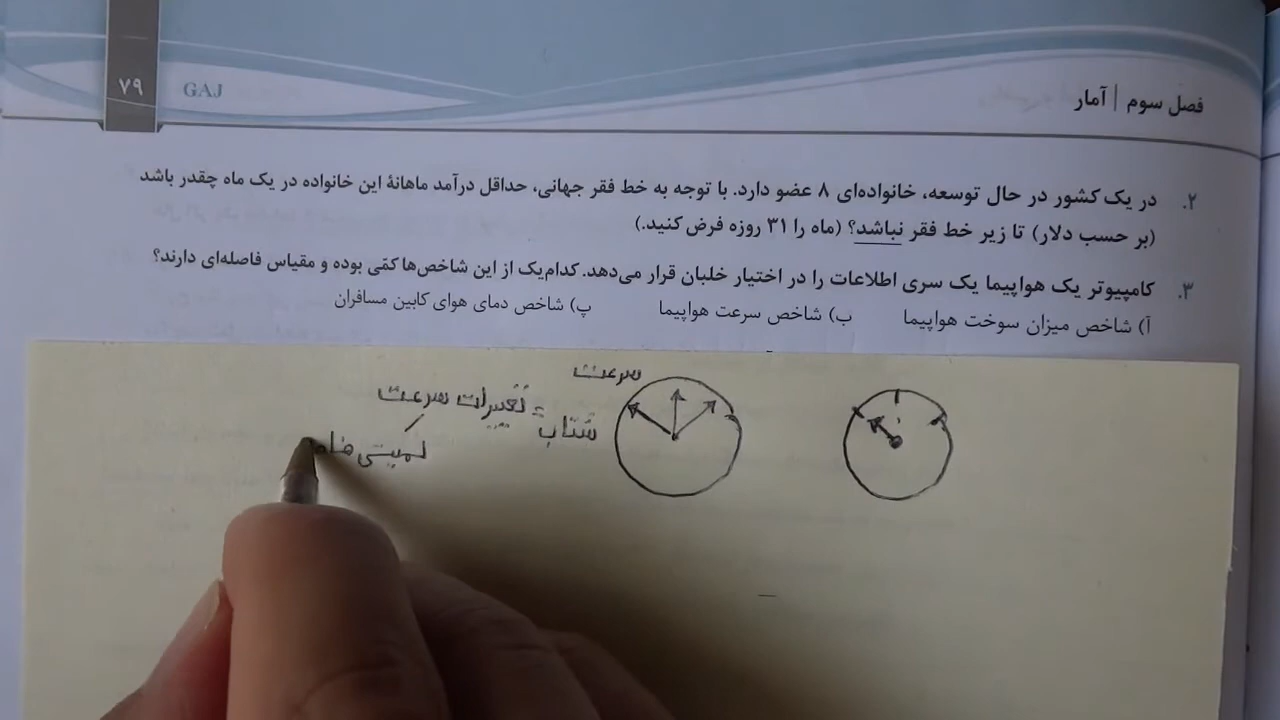 فصل سوم | آمار
GAJ
۷۹
۲. در یک کشور در حال توسعه، خانواده‌ای ۸ عضو دارد. با توجه به خط فقر جهانی، حداقل درآمد ماهانهٔ این خانواده در یک ماه چقدر باشد
(بر حسب دلار) تا زیر خط فقر نباشد؟ (ماه را ۳۱ روزه فرض کنید.)
۳. کامپیوتر یک هواپیما یک سری اطلاعات را در اختیار خلبان قرار می‌دهد. کدام‌یک از این شاخص‌ها کمّی بوده و مقیاس فاصله‌ای دارند؟
آ) شاخص میزان سوخت هواپیما ب) شاخص سرعت هواپیما پ) شاخص دمای هوای کابین مسافران
سرعت
شتاب = تغییرات سرعت
کمیتی